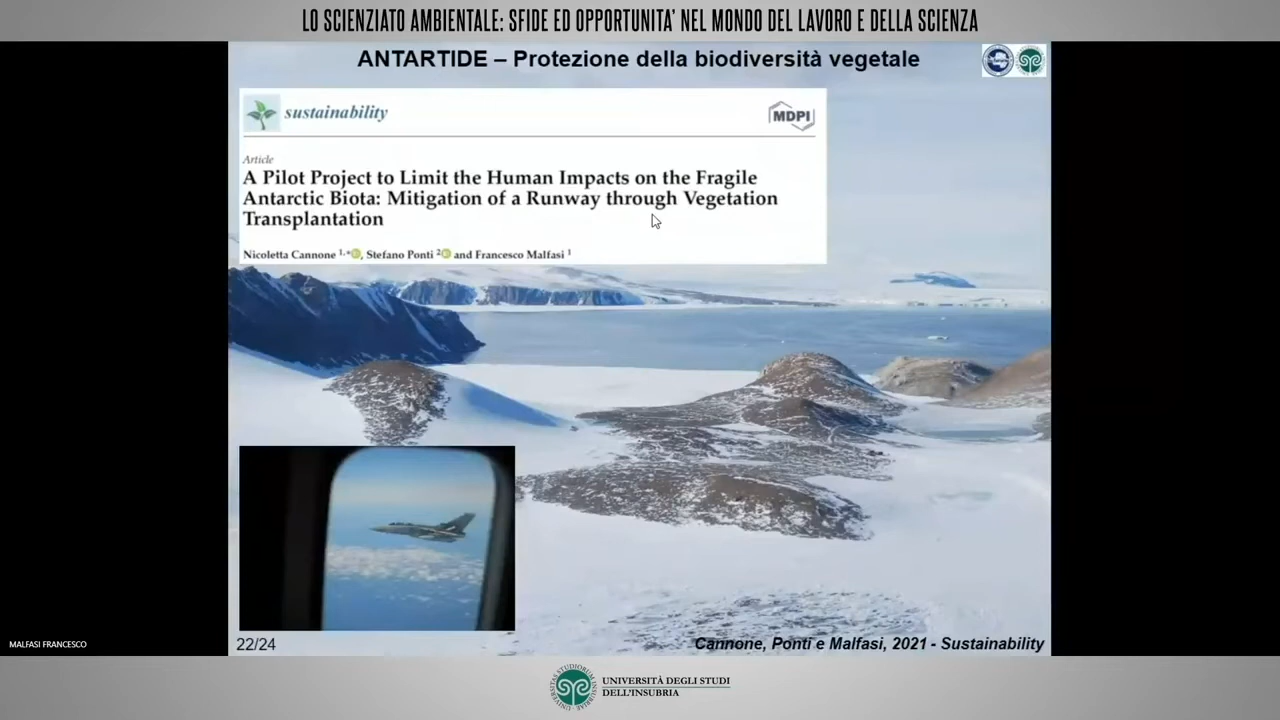 LO SCIENZIATO AMBIENTALE: SFIDE ED OPPORTUNITA' NEL MONDO DEL LAVORO E DELLA SCIENZA
ANTARTIDE – Protezione della biodiversità vegetale
sustainability
MDPI
Article
A Pilot Project to Limit the Human Impacts on the Fragile
Antarctic Biota: Mitigation of a Runway through Vegetation
Transplantation
Nicoletta Cannone 1,*, Stefano Ponti 2 and Francesco Malfasi 1
MALFASI FRANCESCO
22/24
Cannone, Ponti e Malfasi, 2021 - Sustainability
UNIVERSITÀ DEGLI STUDI
DELL'INSUBRIA